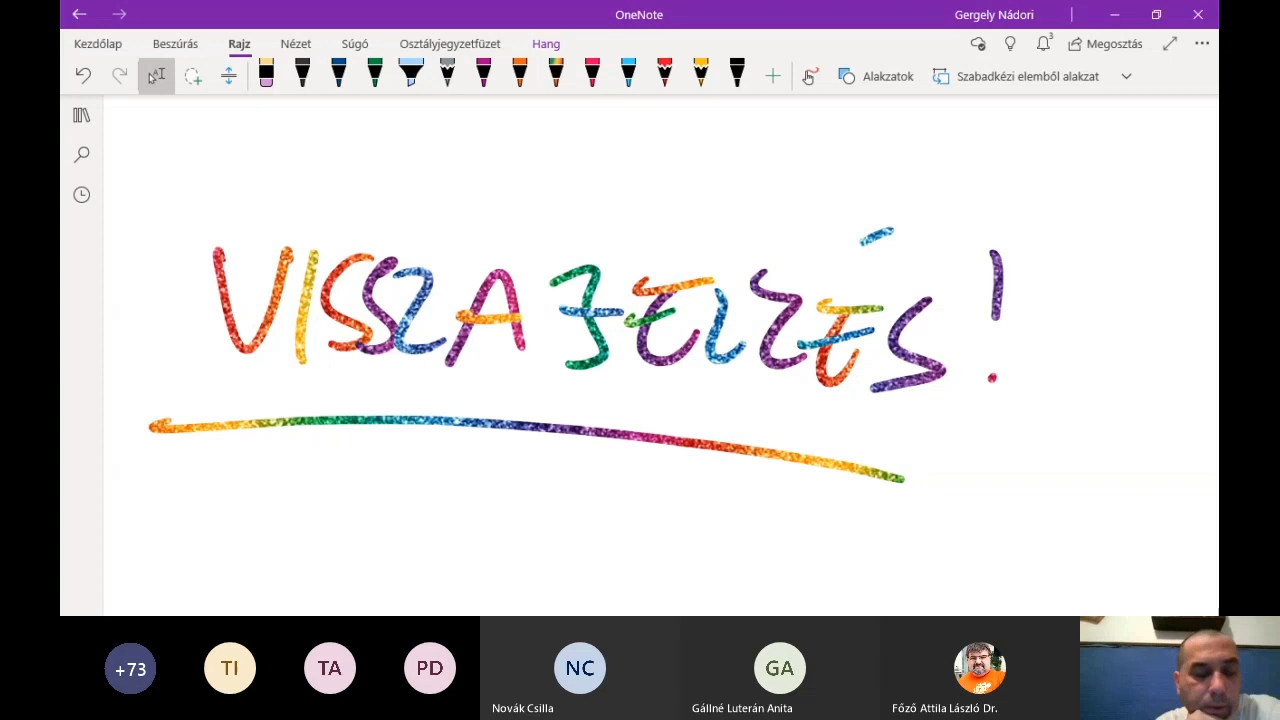 OneNote
Gergely Nádori
Kezdőlap Beszúrás Rajz Nézet Súgó Osztályjegyzetfüzet Hang
3
Megosztás
Alakzatok
Szabadkézi elemből alakzat
VISSZAJELZÉS!
+73
TI
TA
PD
NC
GA
Novák Csilla
Gállné Luterán Anita
Főző Attila László Dr.